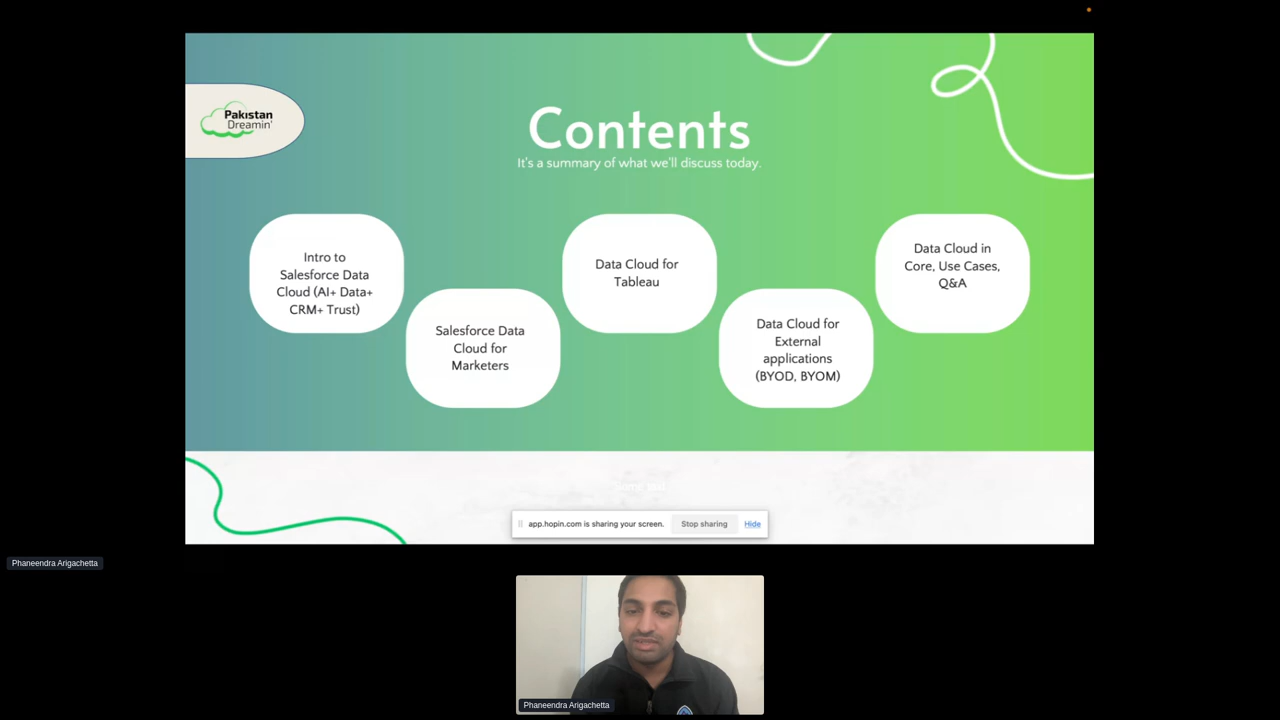 Pakıstan
Dreamin'
Contents
It's a summary of what we'll discuss today.
Intro to
Salesforce Data
Cloud (AI+ Data+
CRM+ Trust)
Salesforce Data
Cloud for
Marketers
Data Cloud for
Tableau
Data Cloud for
External
applications
(BYOD, BYOM)
Data Cloud in
Core, Use Cases,
Q&A
app.hopin.com is sharing your screen.
Stop sharing
Hide
Phaneendra Arigachetta
Phaneendra Arigachetta